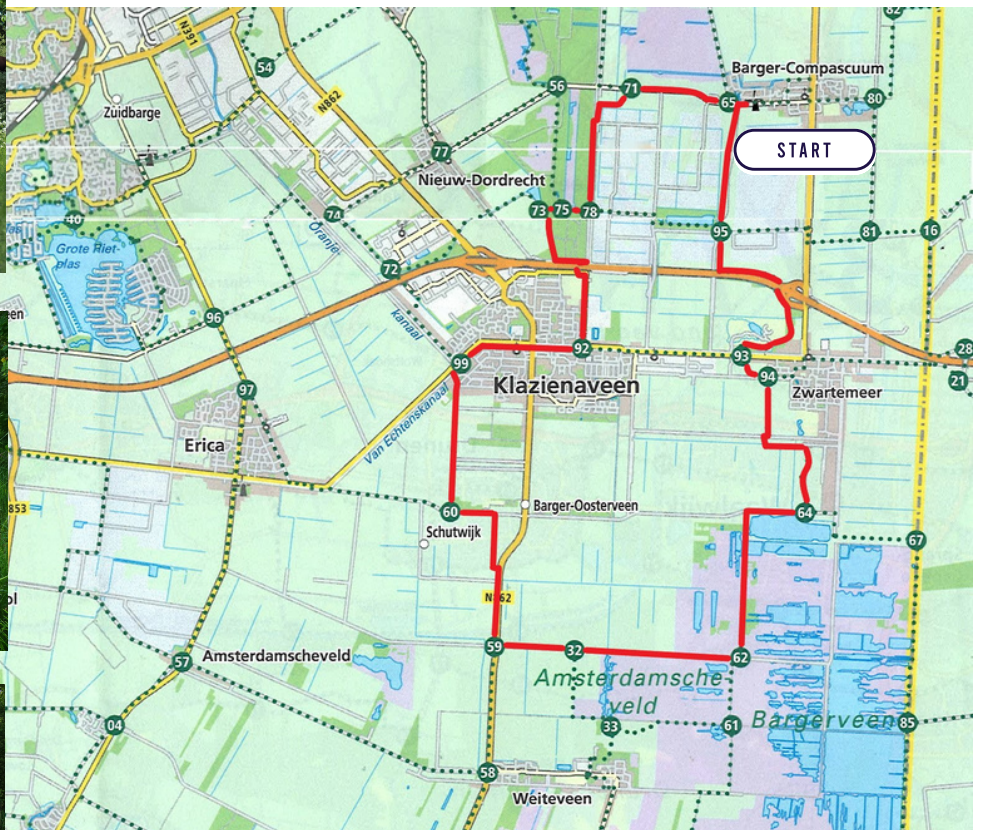 82
N391
54
Barger-Compascuum
56
71
65
80
N862
Zuidbarge
START
77
Nieuw-Dordrecht
73
75
78
74
40
Oranje
kanaal
95
81
16
Grote Riet-
plas
72
een
96
92
93
28
99
94
21
Klazienaveen
Zwartemeer
97
Van Echtenskanaal
Erica
853
60
Barger-Oosterveen
64
Schutwijk
67
N862
ol
59
32
62
57
Amsterdamscheveld
Amsterdamsche
veld
04
33
61
Bargerveen
85
58
Weiteveen